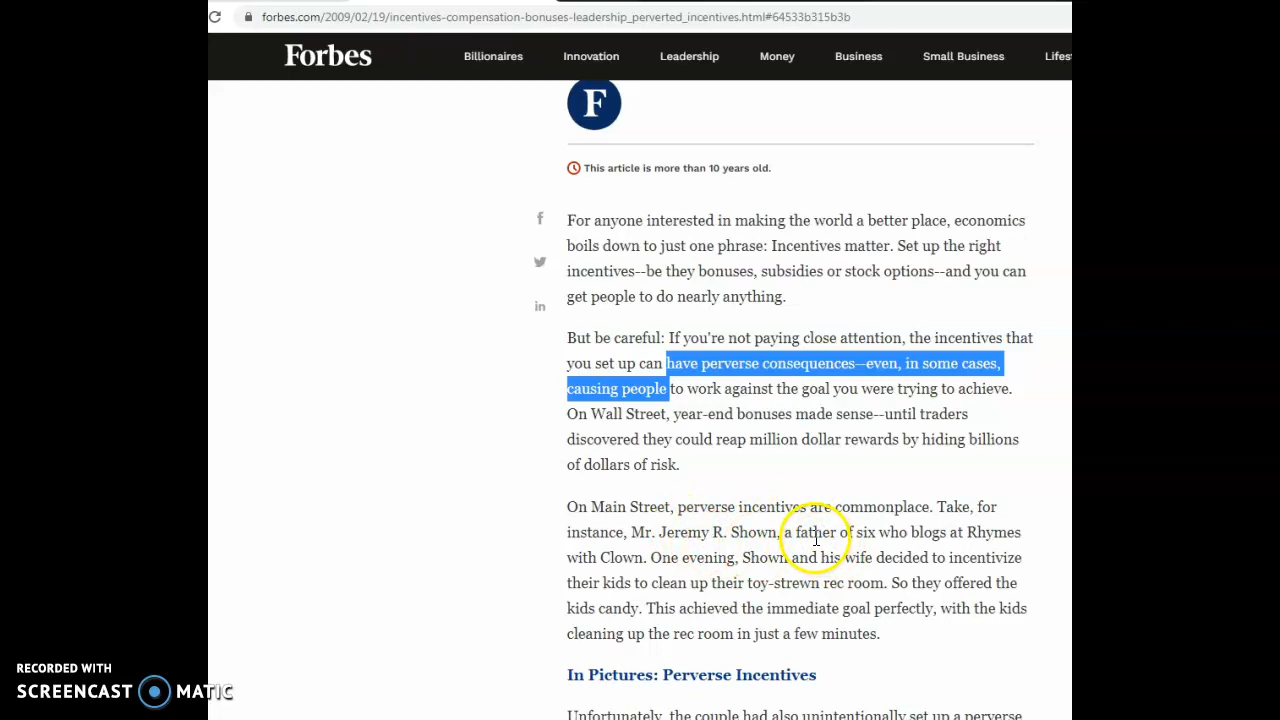 forbes.com/2009/02/19/incentives-compensation-bonuses-leadership_perverted_incentives.html#64533b315b3b
Forbes Billionaires Innovation Leadership Money Business Small Business Lifes
F
This article is more than 10 years old.
For anyone interested in making the world a better place, economics
boils down to just one phrase: Incentives matter. Set up the right
incentives--be they bonuses, subsidies or stock options--and you can
get people to do nearly anything.
But be careful: If you're not paying close attention, the incentives that
you set up can have perverse consequences--even, in some cases,
causing people to work against the goal you were trying to achieve.
On Wall Street, year-end bonuses made sense--until traders
discovered they could reap million dollar rewards by hiding billions
of dollars of risk.
On Main Street, perverse incentives are commonplace. Take, for
instance, Mr. Jeremy R. Shown, a father of six who blogs at Rhymes
with Clown. One evening, Shown and his wife decided to incentivize
their kids to clean up their toy-strewn rec room. So they offered the
kids candy. This achieved the immediate goal perfectly, with the kids
cleaning up the rec room in just a few minutes.
In Pictures: Perverse Incentives
Unfortunately, the couple had also unintentionally set up a perverse
RECORDED WITH
SCREENCAST MATIC